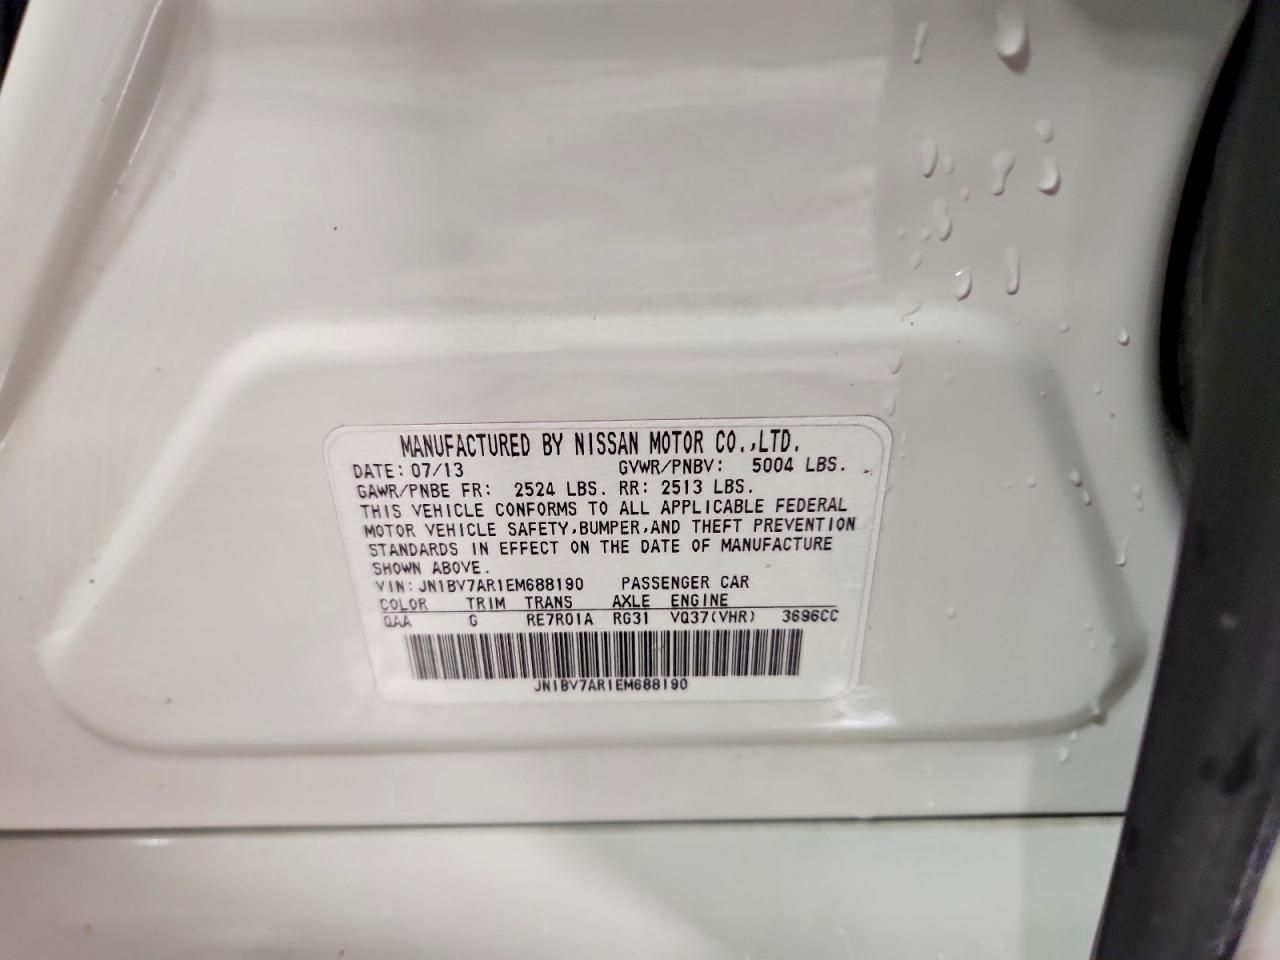 MANUFACTURED BY NISSAN MOTOR CO.,LTD.
DATE: 07/13 GVWR/PNBV: 5004 LBS.
GAWR/PNBE FR: 2524 LBS. RR: 2513 LBS.
THIS VEHICLE CONFORMS TO ALL APPLICABLE FEDERAL
MOTOR VEHICLE SAFETY,BUMPER,AND THEFT PREVENTION
STANDARDS IN EFFECT ON THE DATE OF MANUFACTURE
SHOWN ABOVE.
VIN: JN1BV7AR1EM688190 PASSENGER CAR
COLOR TRIM TRANS AXLE ENGINE
QAA G RE7R01A RG31 VQ37(VHR) 3696CC
JN1BV7AR1EM688190